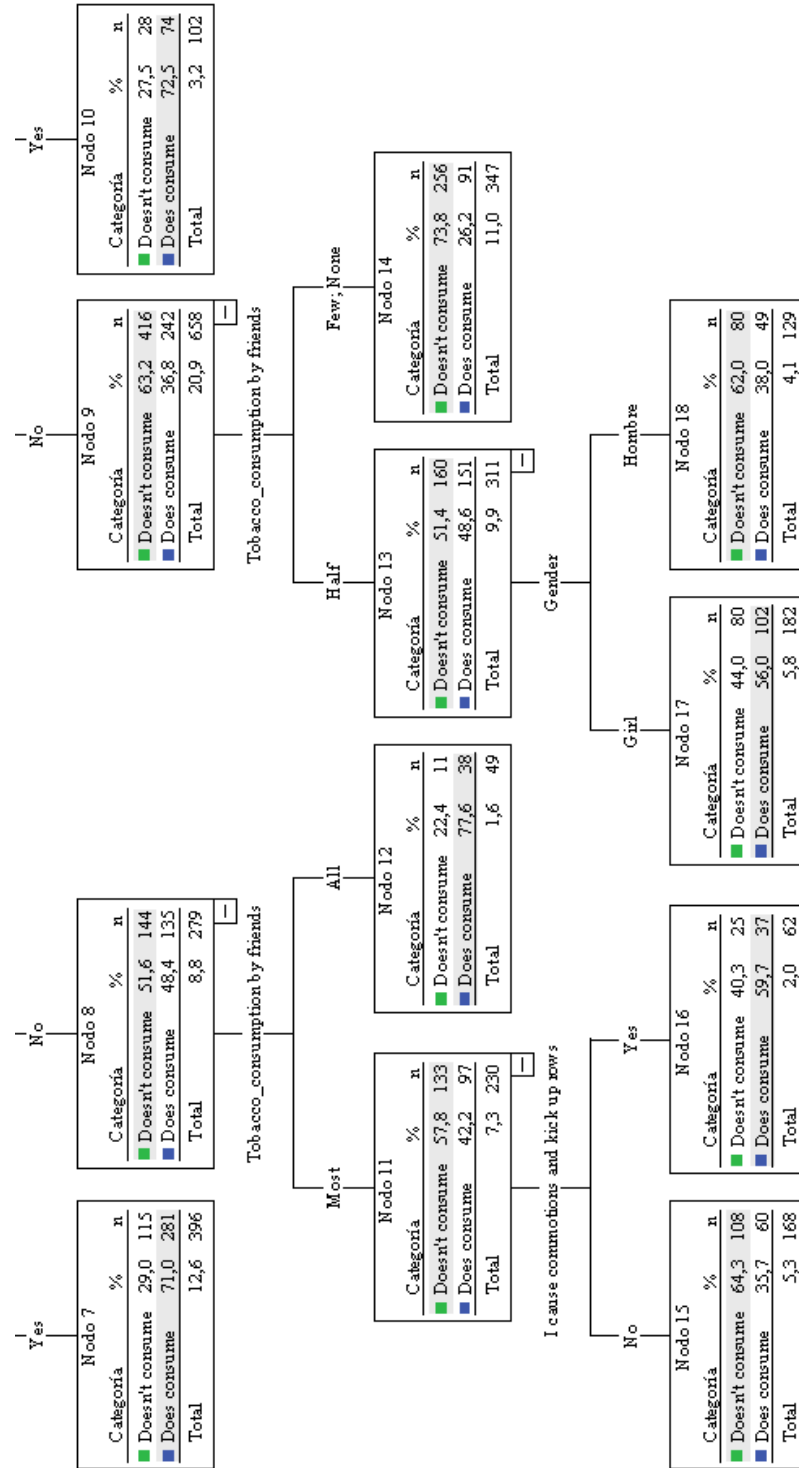 Yes
Nodo 7
Categoría % n
Doesn't consume 29,0 115
Does consume 71,0 281
Total 12,6 396
No
Nodo 8
Categoría % n
Doesn't consume 51,6 144
Does consume 48,4 135
Total 8,8 279
Tobacco_consumption by friends
No
Nodo 9
Categoría % n
Doesn't consume 63,2 416
Does consume 36,8 242
Total 20,9 658
Tobacco_consumption by friends
Yes
Nodo 10
Categoría % n
Doesn't consume 27,5 28
Does consume 72,5 74
Total 3,2 102
Most
Nodo 11
Categoría % n
Doesn't consume 57,8 133
Does consume 42,2 97
Total 7,3 230
I cause commotions and kick up rows
All
Nodo 12
Categoría % n
Doesn't consume 22,4 11
Does consume 77,6 38
Total 1,6 49
Half
Nodo 13
Categoría % n
Doesn't consume 51,4 160
Does consume 48,6 151
Total 9,9 311
Gender
Few; None
Nodo 14
Categoría % n
Doesn't consume 73,8 256
Does consume 26,2 91
Total 11,0 347
No
Nodo 15
Categoría % n
Doesn't consume 64,3 108
Does consume 35,7 60
Total 5,3 168
Yes
Nodo 16
Categoría % n
Doesn't consume 40,3 25
Does consume 59,7 37
Total 2,0 62
Girl
Nodo 17
Categoría % n
Doesn't consume 44,0 80
Does consume 56,0 102
Total 5,8 182
Hombre
Nodo 18
Categoría % n
Doesn't consume 62,0 80
Does consume 38,0 49
Total 4,1 129